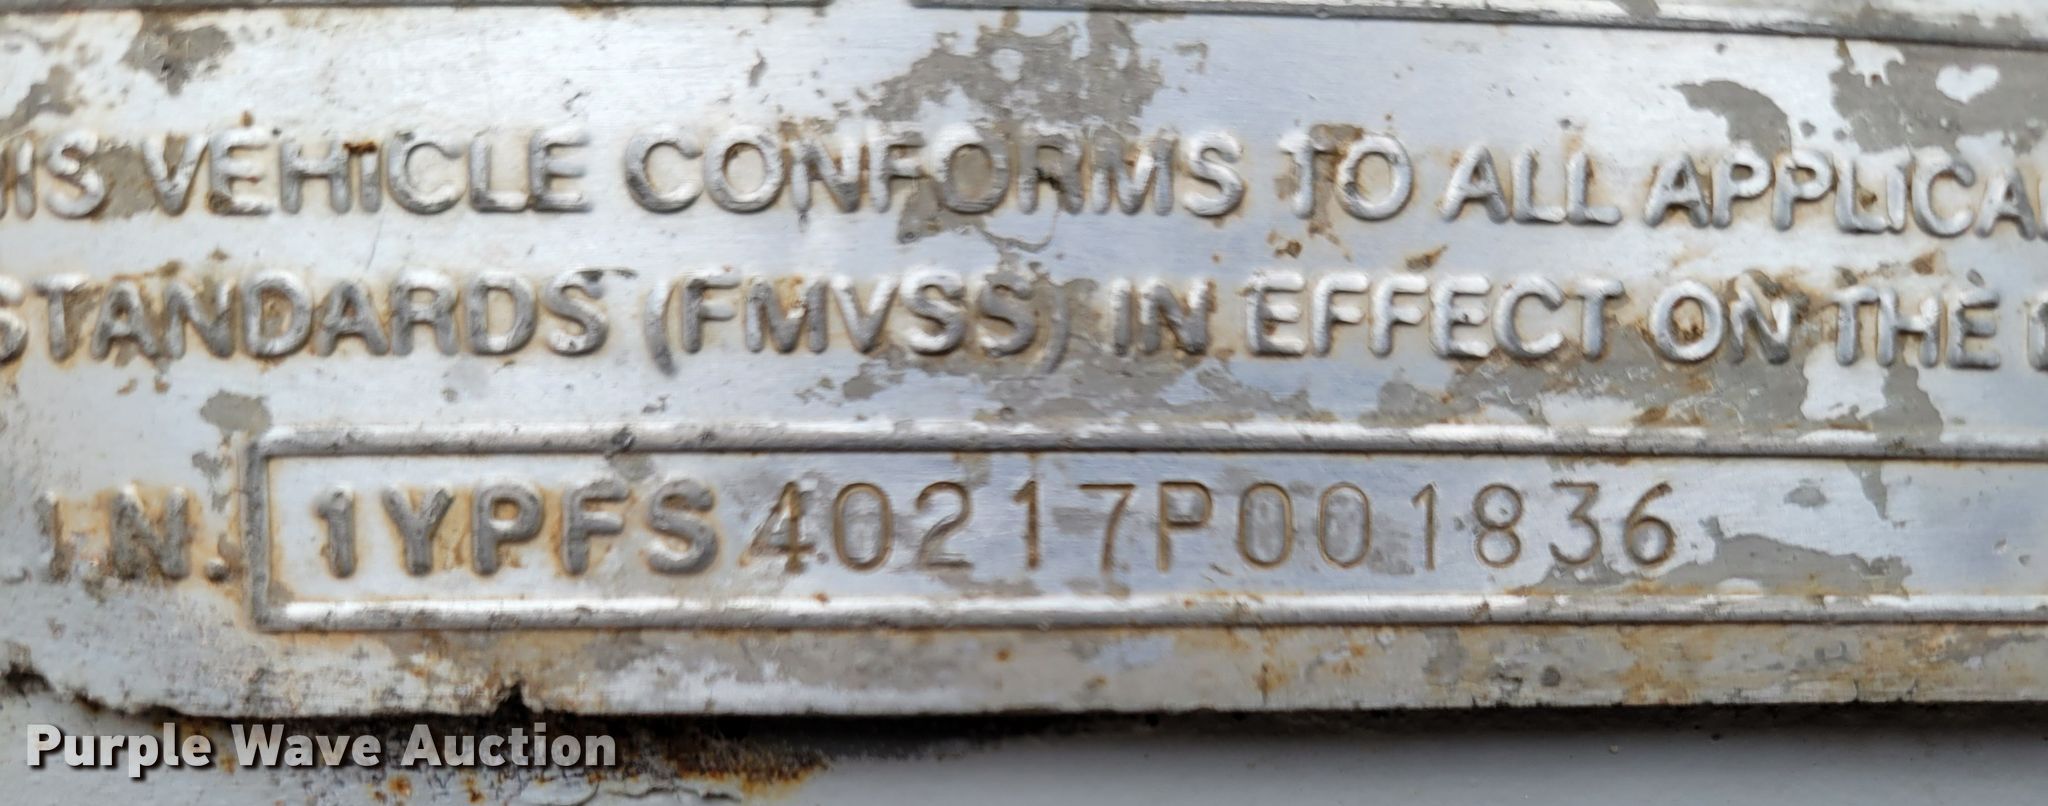 HIS VEHICLE CONFORMS TO ALL APPLICA
STANDARDS (FMVSS) IN EFFECT ON THE
I N. 1YPFS40217P001836
Purple Wave Auction